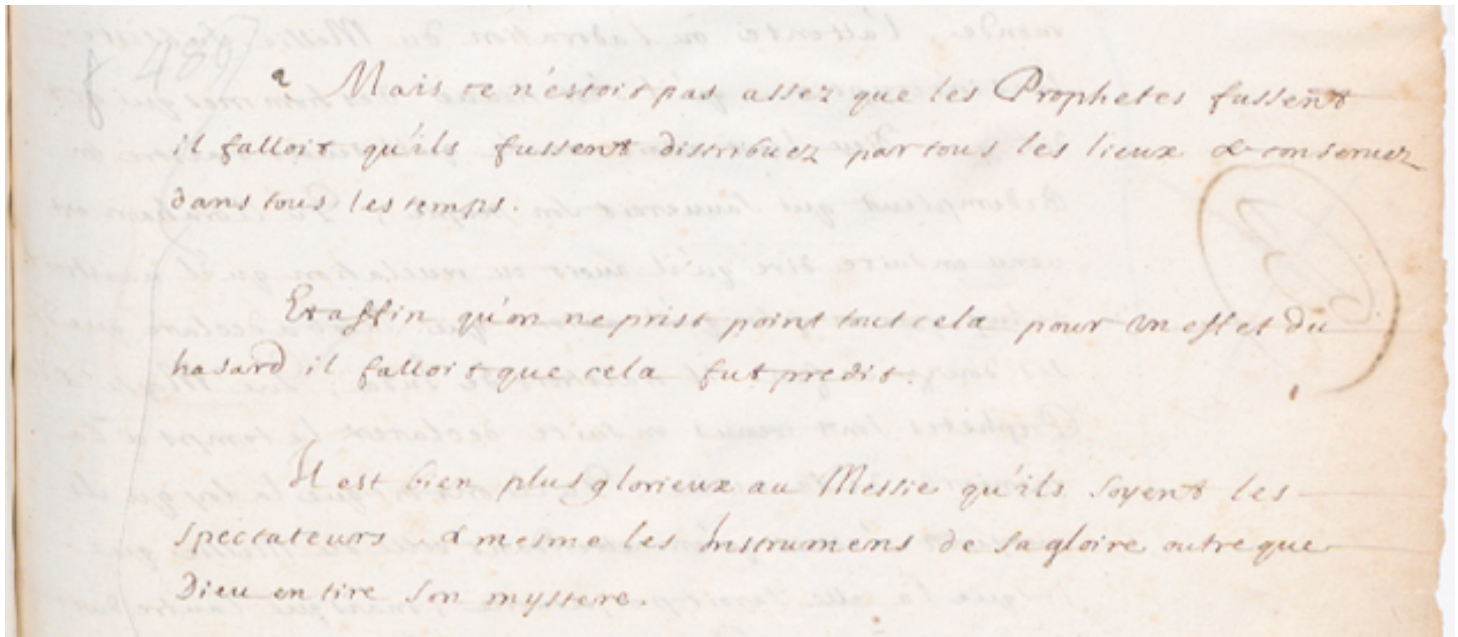 f 489
a Mais ce n'estoit pas assez que les Prophetes fussent
il falloit qu'ils fussent distribuez par tous les lieux & conservez
dans tous les temps.
Et affin qu'on ne prist point tout cela pour un effet du
hasard il falloit que cela fut predit.
Il est bien plus glorieux au Messie qu'ils soyent les
spectateurs & mesme les Instrumens de sa gloire outre que
Dieu en tire son mystere.